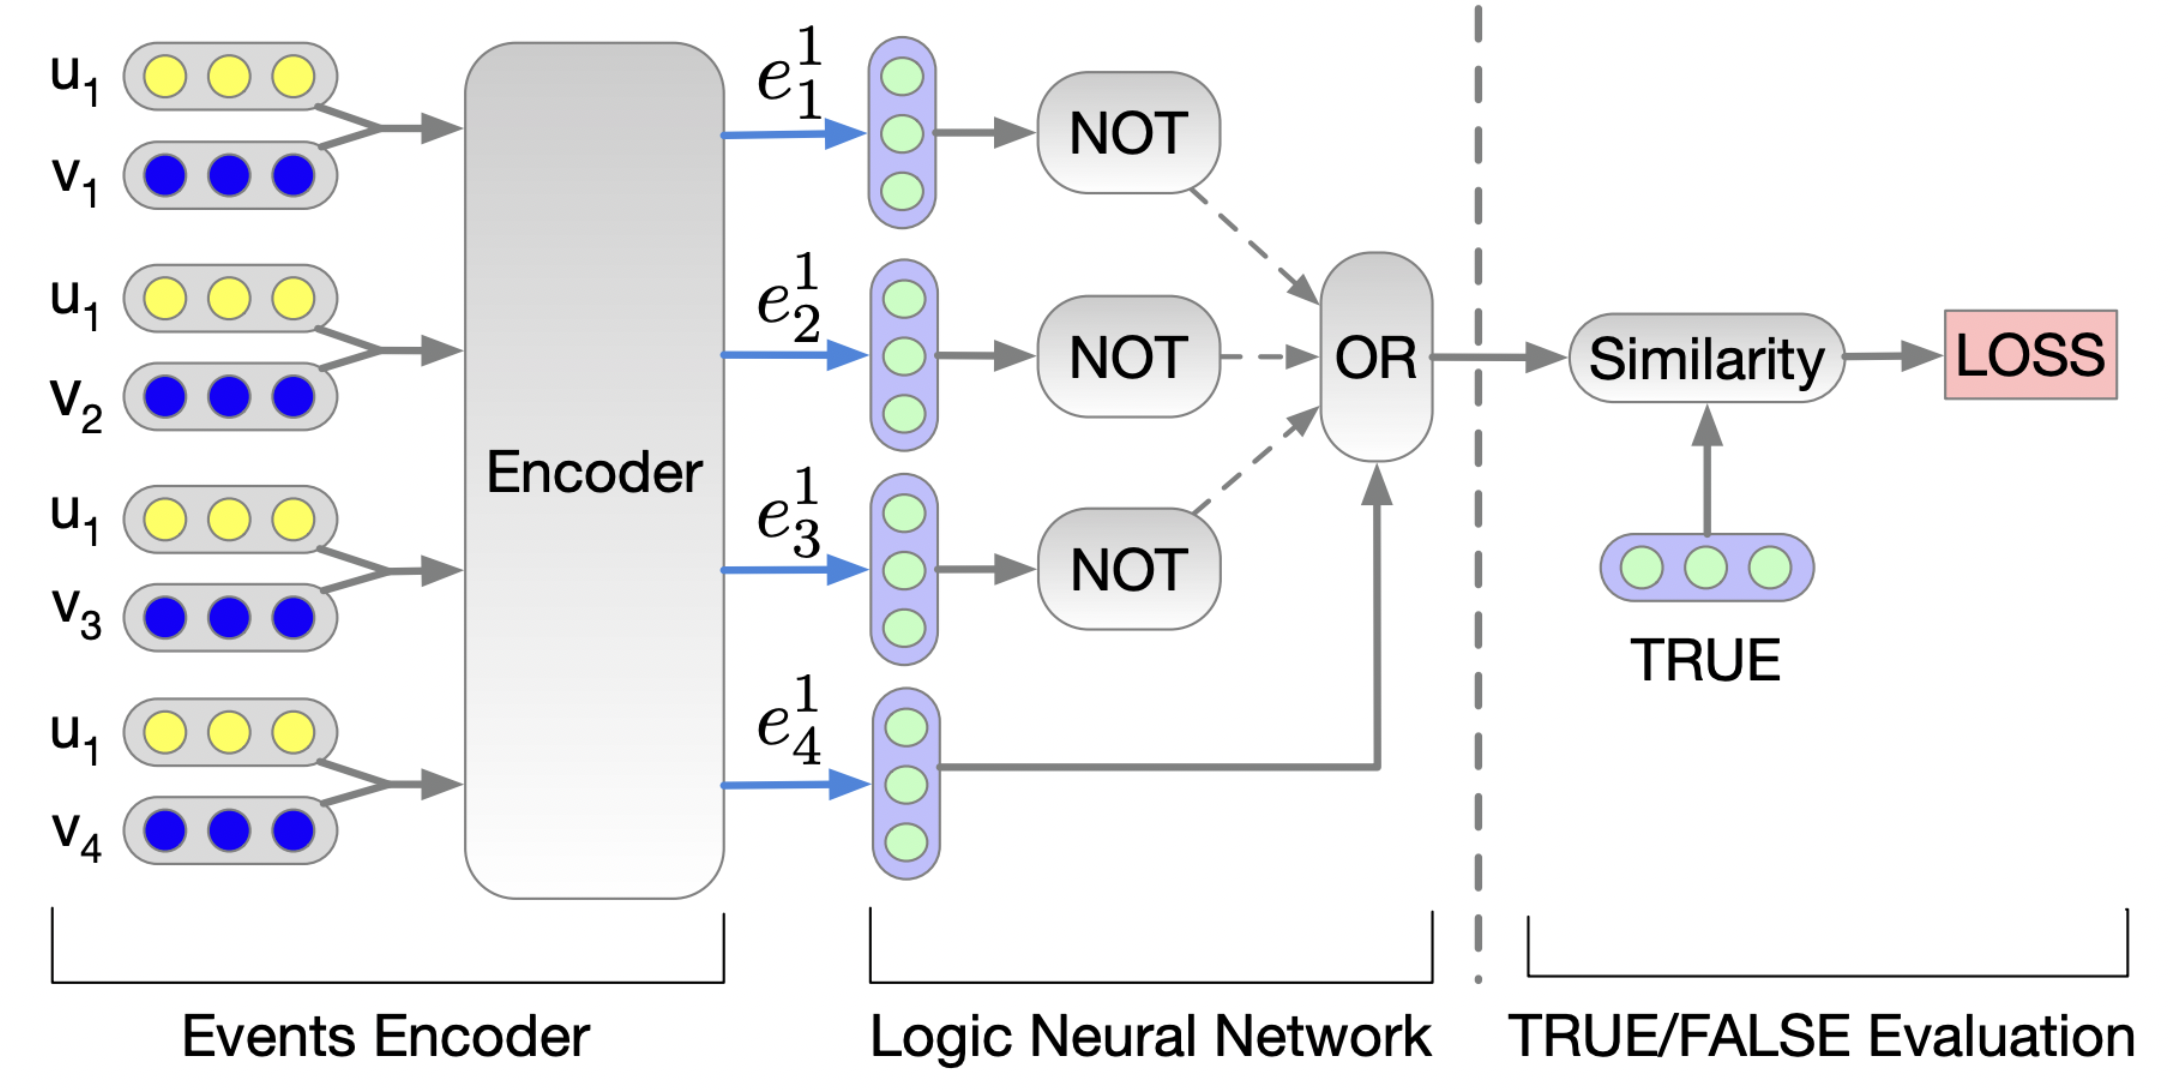 u₁
v₁
u₁
v₂
u₁
v₃
u₁
v₄
Encoder
e₁¹
e₂¹
e₃¹
e₄¹
NOT
NOT
NOT
OR
Similarity
LOSS
TRUE
Events Encoder
Logic Neural Network
TRUE/FALSE Evaluation